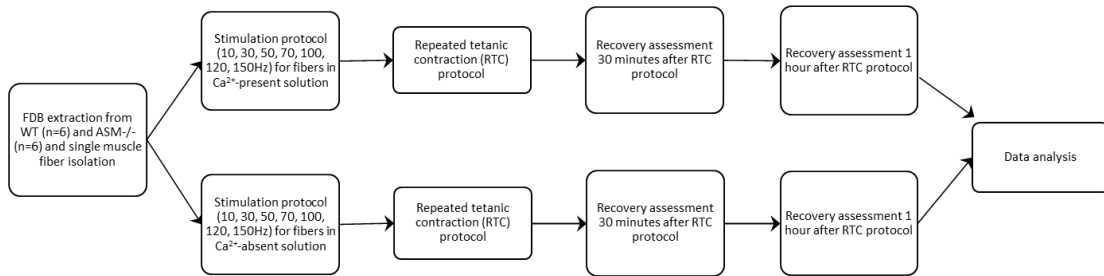 FDB extraction from
WT (n=6) and ASM-/-
(n=6) and single muscle
fiber isolation
Stimulation protocol
(10, 30, 50, 70, 100,
120, 150Hz) for fibers in
Ca²⁺-present solution
Repeated tetanic
contraction (RTC)
protocol
Recovery assessment
30 minutes after RTC
protocol
Recovery assessment 1
hour after RTC protocol
Stimulation protocol
(10, 30, 50, 70, 100,
120, 150Hz) for fibers in
Ca²⁺-absent solution
Repeated tetanic
contraction (RTC)
protocol
Recovery assessment
30 minutes after RTC
protocol
Recovery assessment 1
hour after RTC protocol
Data analysis